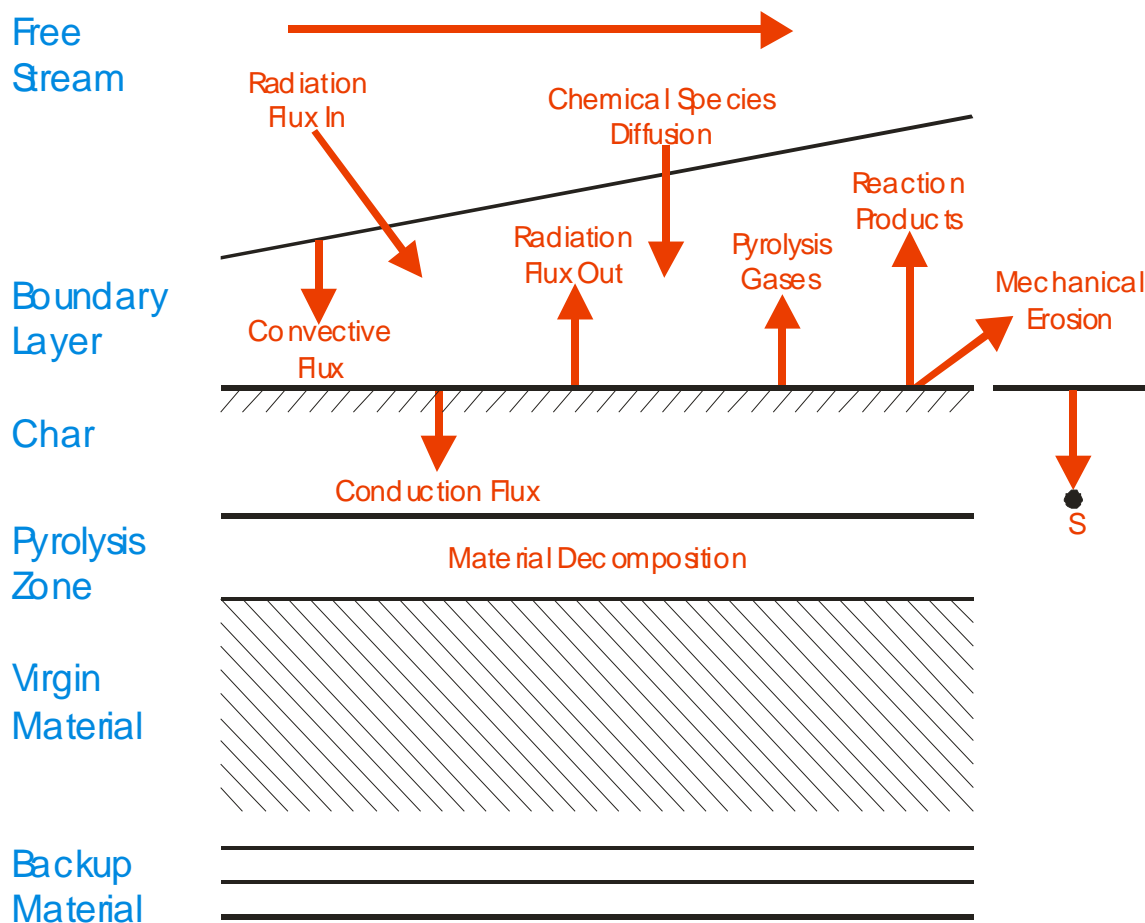 Free
Stream
Radiation
Flux In
Chemical Species
Diffusion
Reaction
Products
Radiation
Flux Out
Pyrolysis
Gases
Mechanical
Erosion
Boundary
Layer
Convective
Flux
Char
Conduction Flux
S
Pyrolysis
Zone
Material Decomposition
Virgin
Material
Backup
Material